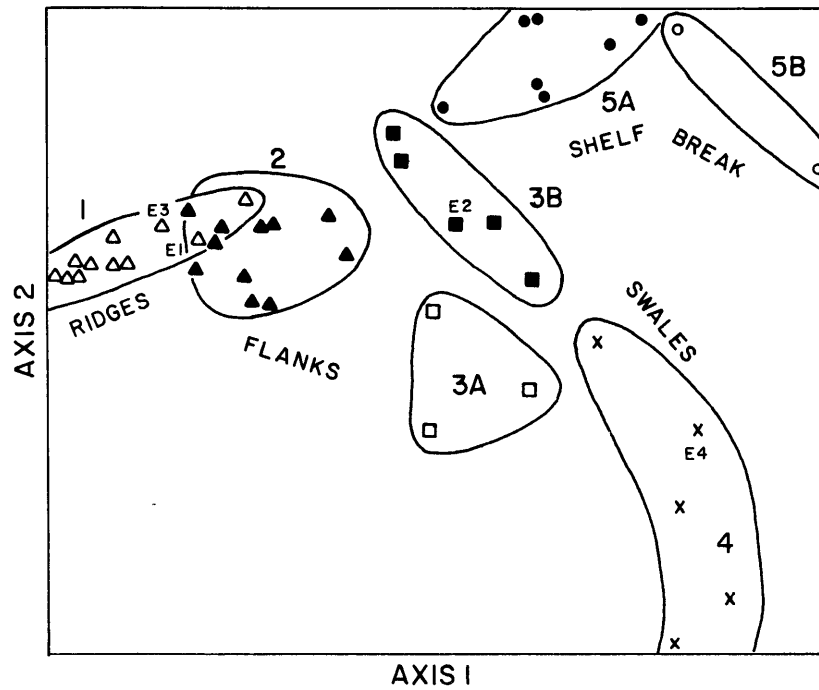 5B
5A
SHELF BREAK
2
1
E3
E2
3B
E1
RIDGES
SWALES
FLANKS
3A
E4
4
AXIS 2
AXIS 1